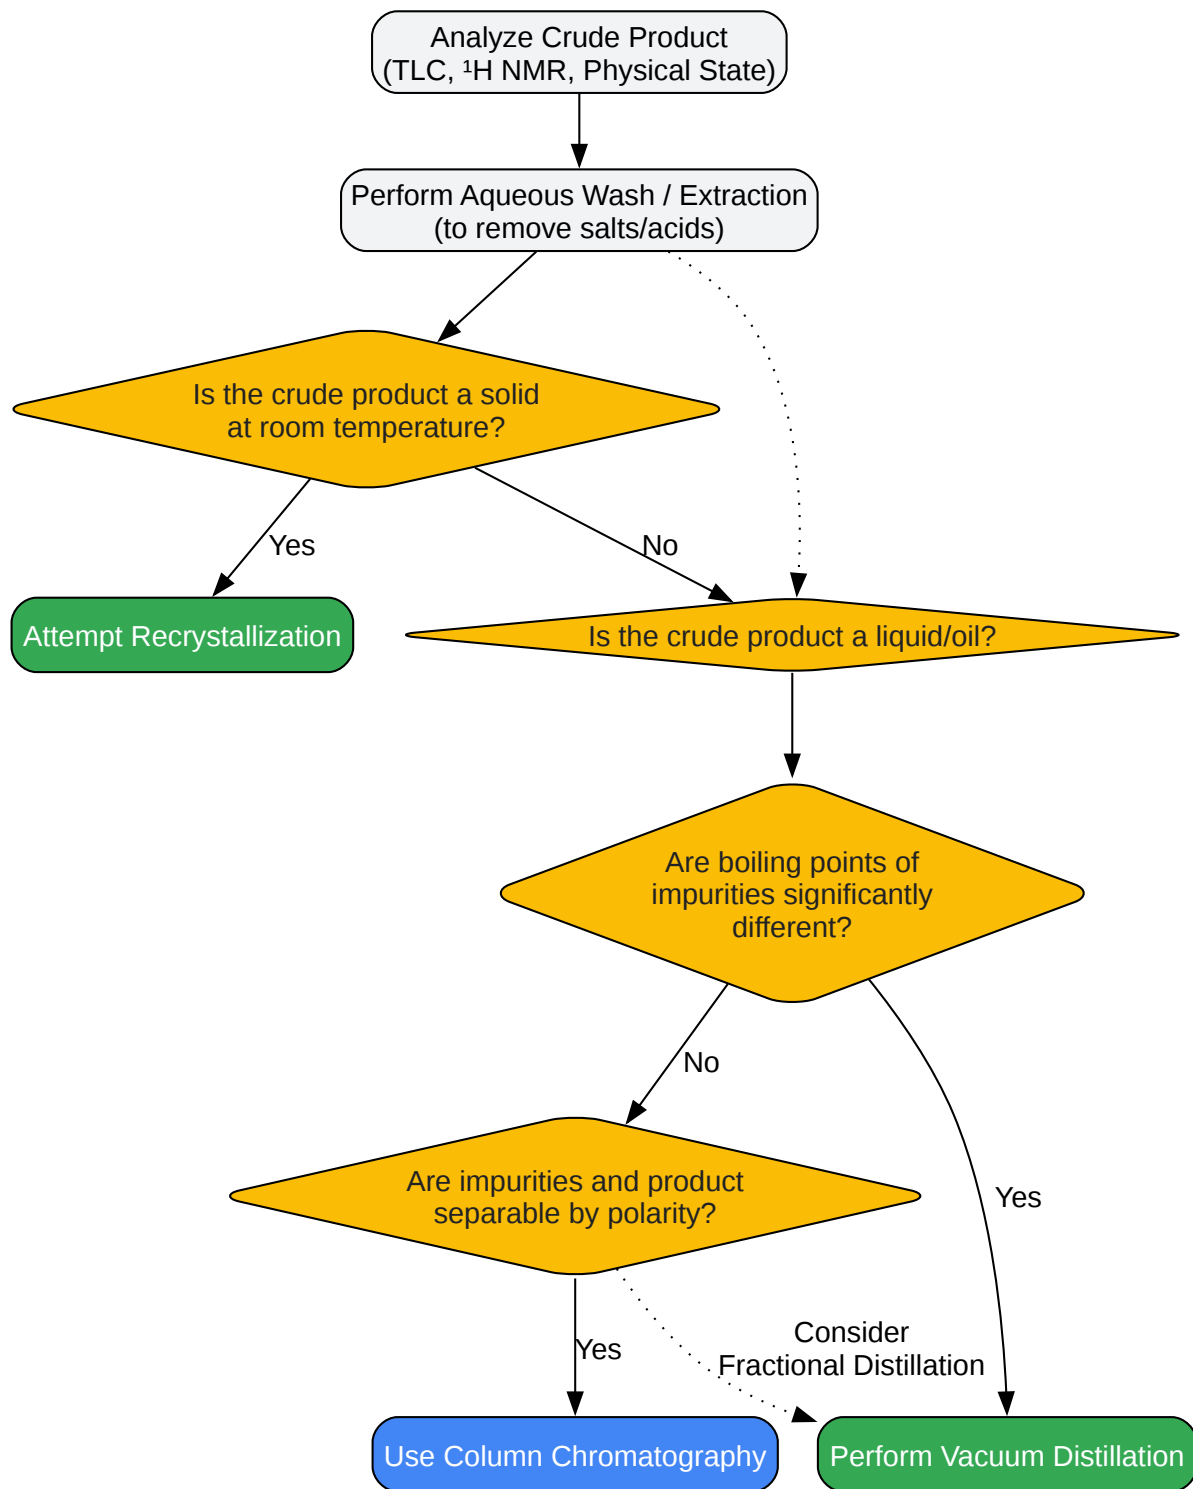 Analyze Crude Product
(TLC, ¹H NMR, Physical State)
Perform Aqueous Wash / Extraction
(to remove salts/acids)
Is the crude product a solid
at room temperature?
Yes
No
Attempt Recrystallization
Is the crude product a liquid/oil?
Are boiling points of
impurities significantly
different?
No
Yes
Are impurities and product
separable by polarity?
Yes
Consider
Fractional Distillation
Use Column Chromatography
Perform Vacuum Distillation